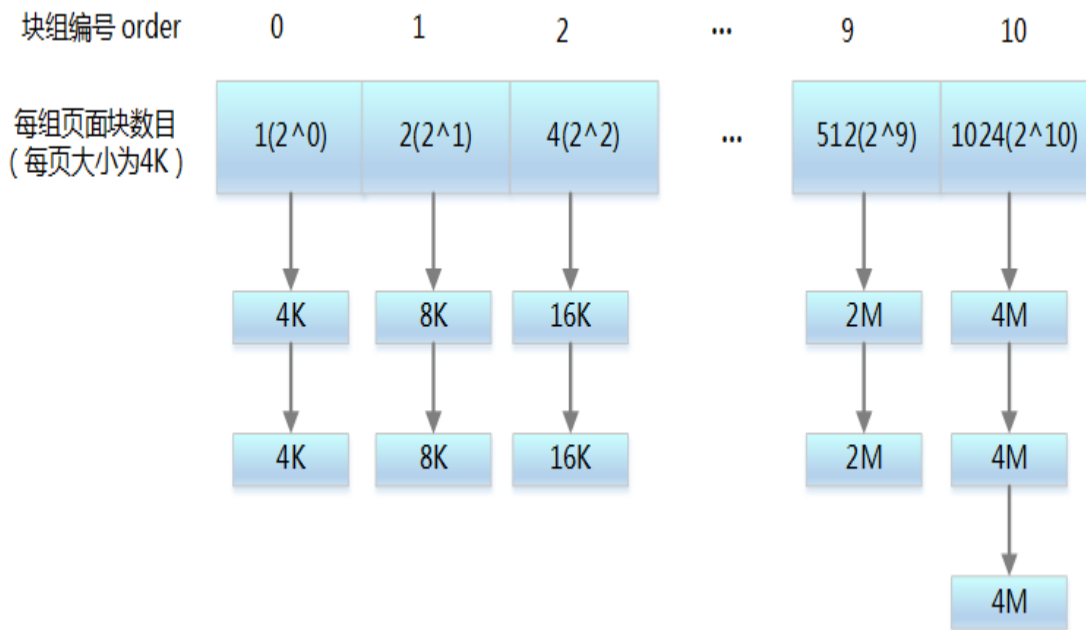 块组编号 order 0 1 2 ... 9 10
每组页面块数目
( 每页大小为4K )
1(2^0) 2(2^1) 4(2^2) ... 512(2^9) 1024(2^10)
4K 8K 16K 2M 4M
4K 8K 16K 2M 4M
4M